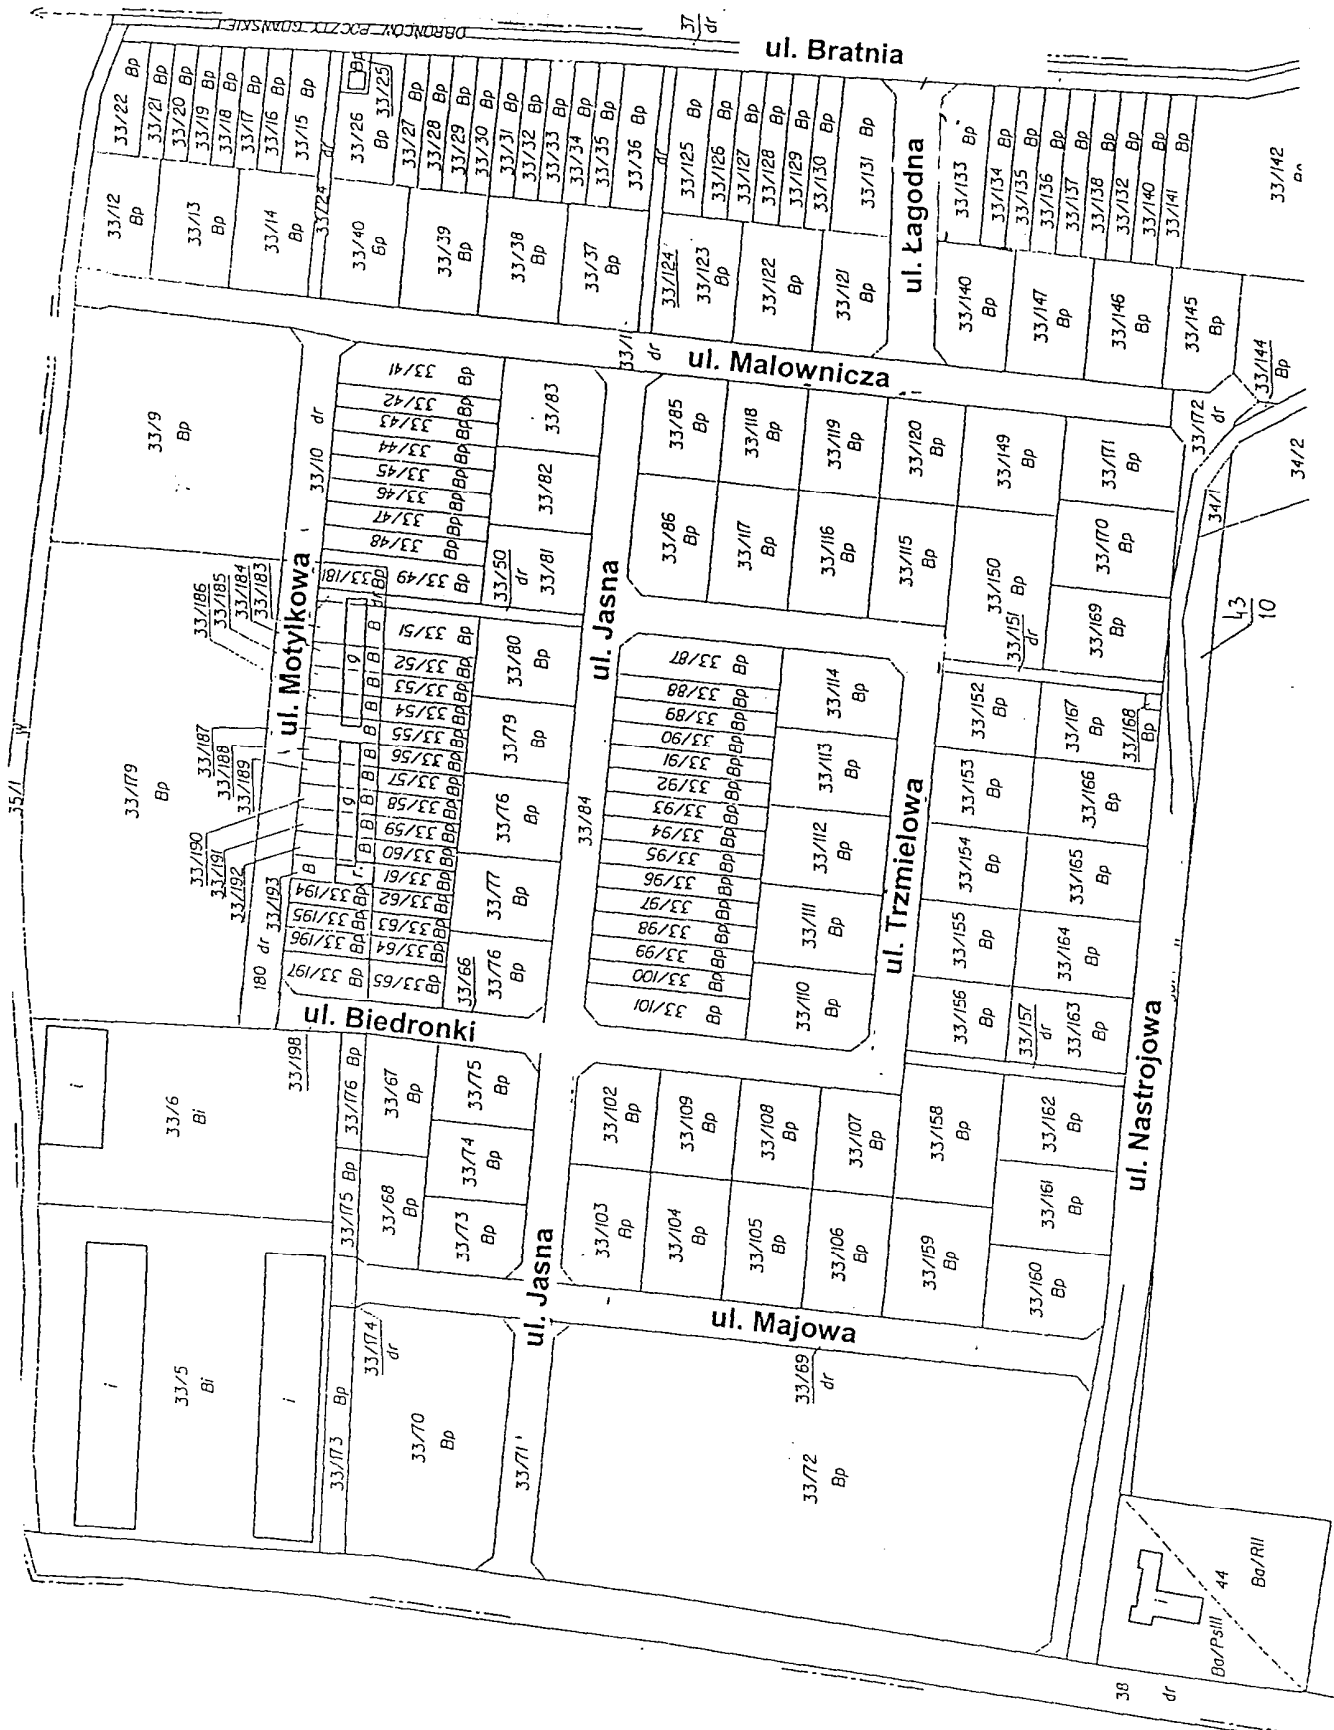 OBROŃCÓW POCZTY GDAŃSKIEJ
37
dr
ul. Bratnia
33/22 Bp
33/21 Bp
33/20 Bp
33/19 Bp
33/18 Bp
33/17 Bp
33/16 Bp
33/15 Bp
dr
33/26 Bp
Bp
33/25
33/27 Bp
33/28 Bp
33/29 Bp
33/30 Bp
33/31 Bp
33/32 Bp
33/33 Bp
33/34 Bp
33/35 Bp
33/36 Bp
dr
33/125 Bp
33/126 Bp
33/127 Bp
33/128 Bp
33/129 Bp
33/130 Bp
33/131 Bp
ul. Łagodna
33/133 Bp
33/134 Bp
33/135 Bp
33/136 Bp
33/137 Bp
33/138 Bp
33/132 Bp
33/140 Bp
33/141 Bp
33/142
33/12 Bp
33/13 Bp
33/14 Bp
33/24
33/40 Bp
33/39 Bp
33/38 Bp
33/37 Bp
33/124
33/123 Bp
33/122 Bp
33/121 Bp
33/140 Bp
33/147 Bp
33/146 Bp
33/145 Bp
33/144 Bp
33/1 dr
ul. Malownicza
33/172 dr
34/2
34/1
43
10
33/9 Bp
33/10 dr
33/41 Bp
33/42 Bp
33/43 Bp
33/44 Bp
33/45 Bp
33/46 Bp
33/47 Bp
33/48 Bp
33/49 Bp
33/181 Bp
33/83
33/82
33/81
33/50 dr
33/85 Bp
33/118 Bp
33/119 Bp
33/120 Bp
33/149 Bp
33/171 Bp
33/86 Bp
33/117 Bp
33/116 Bp
33/115 Bp
33/150 Bp
33/170 Bp
33/151 dr
33/169 Bp
ul. Motylkowa
ul. Jasna
33/186
33/185
33/184
33/183
33/187
33/188
33/189
33/190
33/191
33/192
33/193
35/1
W
33/179 Bp
dr
B
B
B
B
B
B
B
B
B
B
i
g
i
g
i
B
33/51 Bp
33/52 Bp
33/53 Bp
33/54 Bp
33/55 Bp
33/56 Bp
33/57 Bp
33/58 Bp
33/59 Bp
33/60 Bp
33/61 Bp
33/62 Bp
33/63 Bp
33/64 Bp
33/65 Bp
33/194 Bp
33/195 Bp
33/196 Bp
33/197 Bp
180 dr
33/66
33/80 Bp
33/79 Bp
33/76 Bp
33/77 Bp
33/76 Bp
33/84
33/87 Bp
33/88 Bp
33/89 Bp
33/90 Bp
33/91 Bp
33/92 Bp
33/93 Bp
33/94 Bp
33/95 Bp
33/96 Bp
33/97 Bp
33/98 Bp
33/99 Bp
33/100 Bp
33/101 Bp
33/114 Bp
33/113 Bp
33/112 Bp
33/111 Bp
33/110 Bp
ul. Trzmielowa
33/152 Bp
33/153 Bp
33/154 Bp
33/155 Bp
33/156 Bp
33/167 Bp
33/168 Bp
33/166 Bp
33/165 Bp
33/164 Bp
33/163 Bp
33/157 dr
ul. Nastrojowa
ul. Biedronki
33/198
i
33/6 Bi
33/176 Bp
33/175 Bp
33/67 Bp
33/68 Bp
33/75 Bp
33/74 Bp
33/73 Bp
33/102 Bp
33/109 Bp
33/108 Bp
33/107 Bp
33/158 Bp
33/162 Bp
33/161 Bp
33/160 Bp
33/103 Bp
33/104 Bp
33/105 Bp
33/106 Bp
33/159 Bp
ul. Jasna
ul. Majowa
i
33/5 Bi
i
33/173 Bp
33/174 dr
33/70 Bp
33/71
33/69 dr
33/72 Bp
i
44
Ba/PsIII
Ba/RII
38 dr